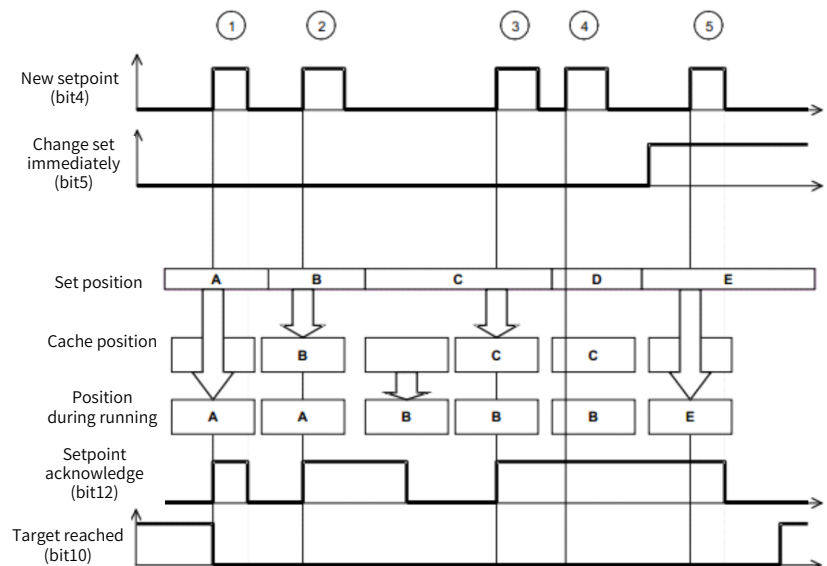 1 2 3 4 5
New setpoint
(bit4)
Change set
immediately
(bit5)
Set position A B C D E
Cache position B C C
Position
during running A A B B B E
Setpoint
acknowledge
(bit12)
Target reached
(bit10)